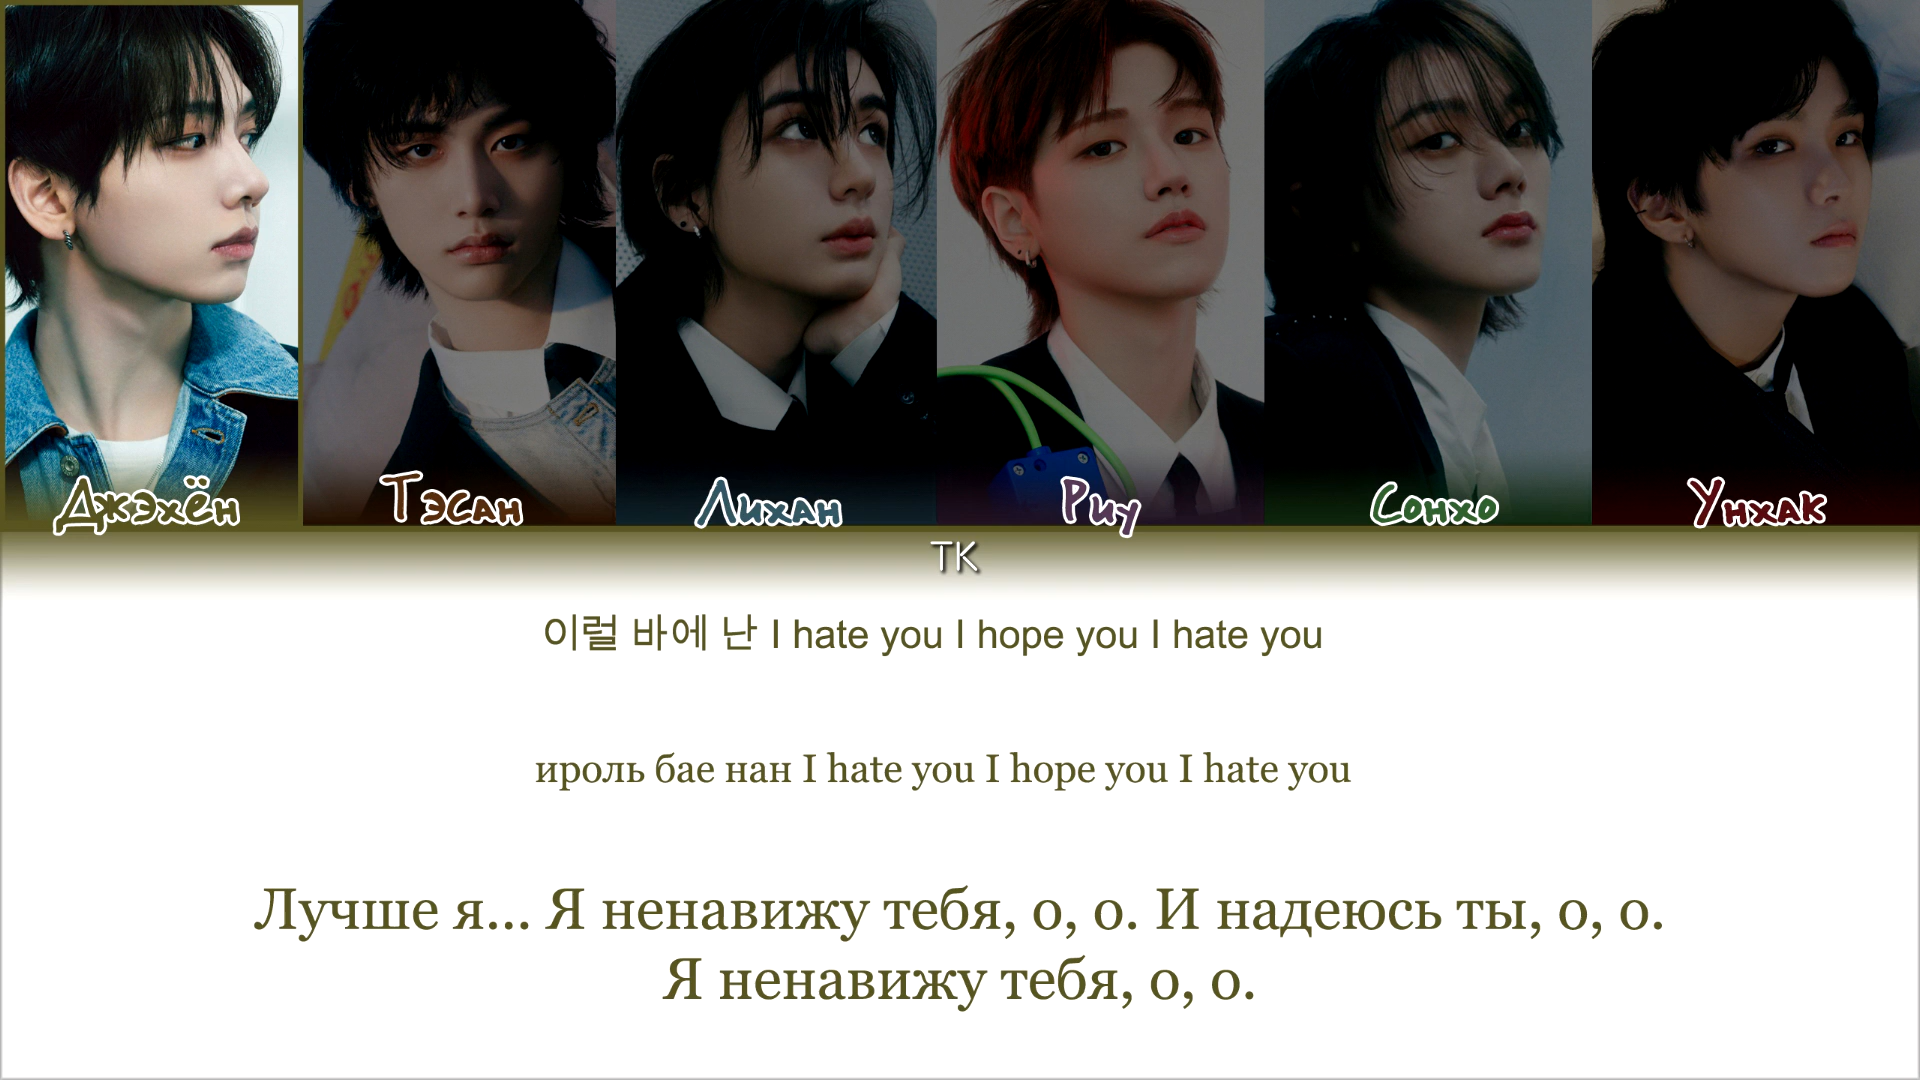 Джэхён Тэсан Лихан Риу Сонхо Унхак
TK
이럴 바에 난 I hate you I hope you I hate you
ироль бае нан I hate you I hope you I hate you
Лучше я... Я ненавижу тебя, о, о. И надеюсь ты, о, о.
Я ненавижу тебя, о, о.